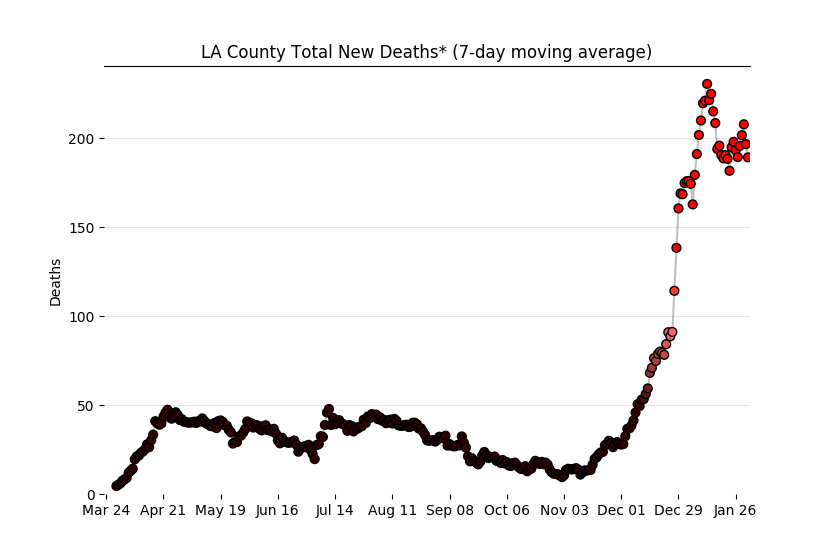 LA County Total New Deaths* (7-day moving average)
200
150
Deaths
100
50
0
Mar 24 Apr 21 May 19 Jun 16 Jul 14 Aug 11 Sep 08 Oct 06 Nov 03 Dec 01 Dec 29 Jan 26